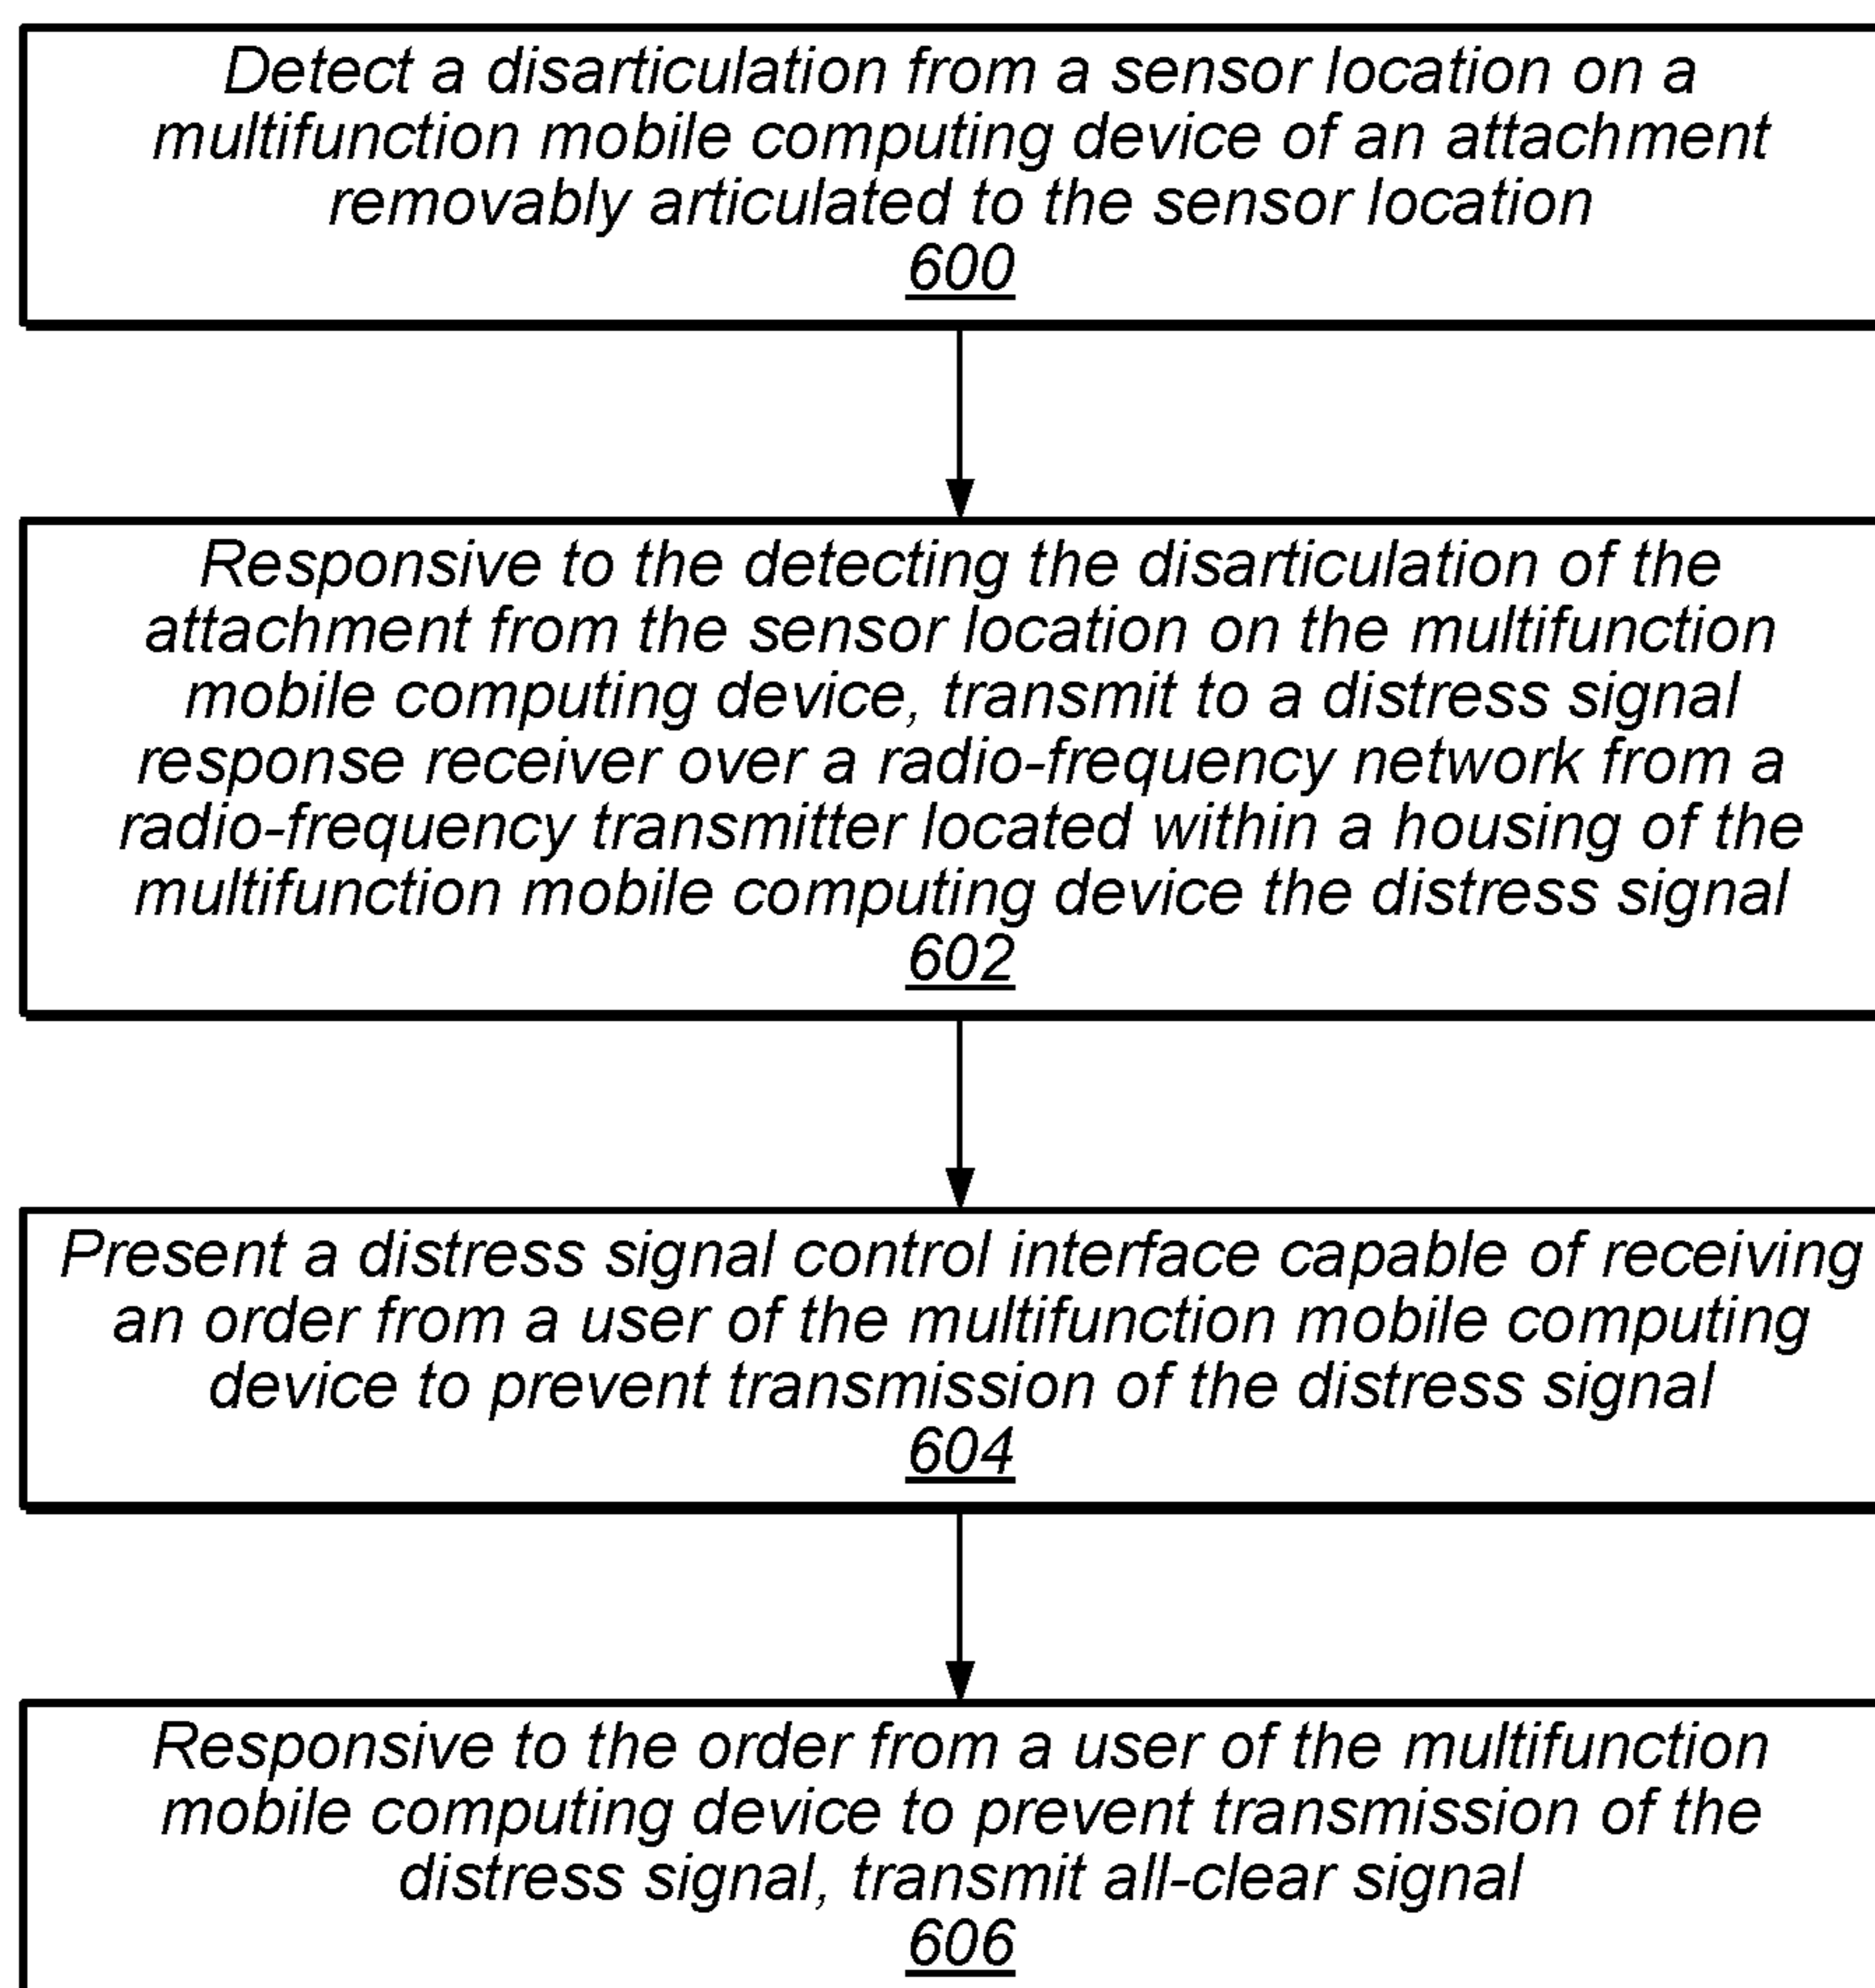 Detect a disarticulation from a sensor location on a
multifunction mobile computing device of an attachment
removably articulated to the sensor location
600
Responsive to the detecting the disarticulation of the
attachment from the sensor location on the multifunction
mobile computing device, transmit to a distress signal
response receiver over a radio-frequency network from a
radio-frequency transmitter located within a housing of the
multifunction mobile computing device the distress signal
602
Present a distress signal control interface capable of receiving
an order from a user of the multifunction mobile computing
device to prevent transmission of the distress signal
604
Responsive to the order from a user of the multifunction
mobile computing device to prevent transmission of the
distress signal, transmit all-clear signal
606